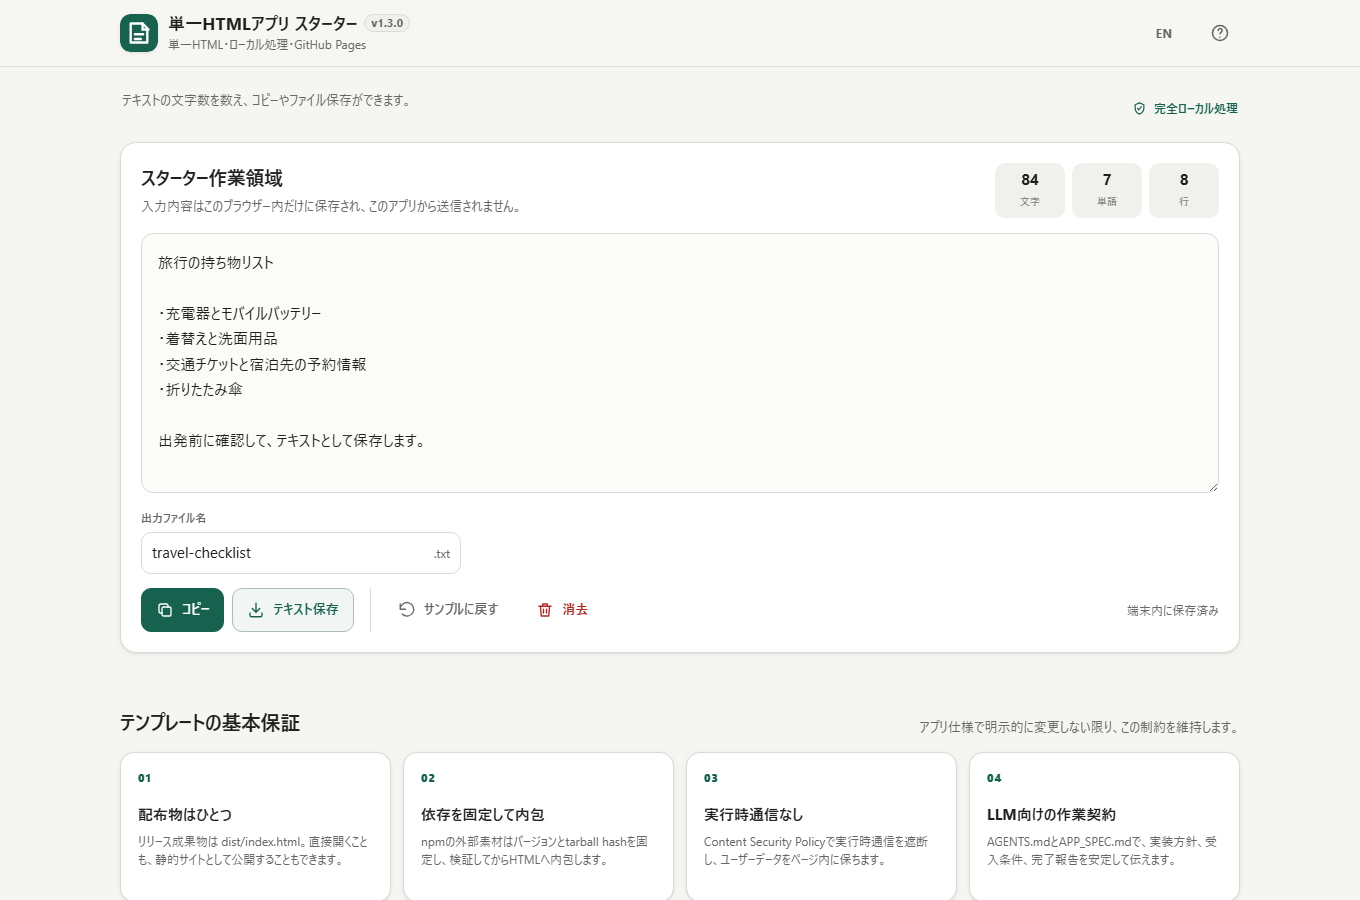 単一HTMLアプリ スターター v1.3.0
単一HTML・ローカル処理・GitHub Pages
EN
テキストの文字数を数え、コピーやファイル保存ができます。
完全ローカル処理
スターター作業領域
入力内容はこのブラウザー内だけに保存され、このアプリから送信されません。
84
文字
7
単語
8
行
旅行の持ち物リスト
・充電器とモバイルバッテリー
・着替えと洗面用品
・交通チケットと宿泊先の予約情報
・折りたたみ傘
出発前に確認して、テキストとして保存します。
出力ファイル名
travel-checklist .txt
コピー
テキスト保存
サンプルに戻す
消去
端末内に保存済み
テンプレートの基本保証
アプリ仕様で明示的に変更しない限り、この制約を維持します。
01
配布物はひとつ
リリース成果物は dist/index.html。直接開くこと
も、静的サイトとして公開することもできます。
02
依存を固定して内包
npmの外部素材はバージョンとtarball hashを固
定し、検証してからHTMLへ内包します。
03
実行時通信なし
Content Security Policyで実行時通信を遮断
し、ユーザーデータをページ内に保ちます。
04
LLM向けの作業契約
AGENTS.mdとAPP_SPEC.mdで、実装方針、受
入条件、完了報告を安定して伝えます。